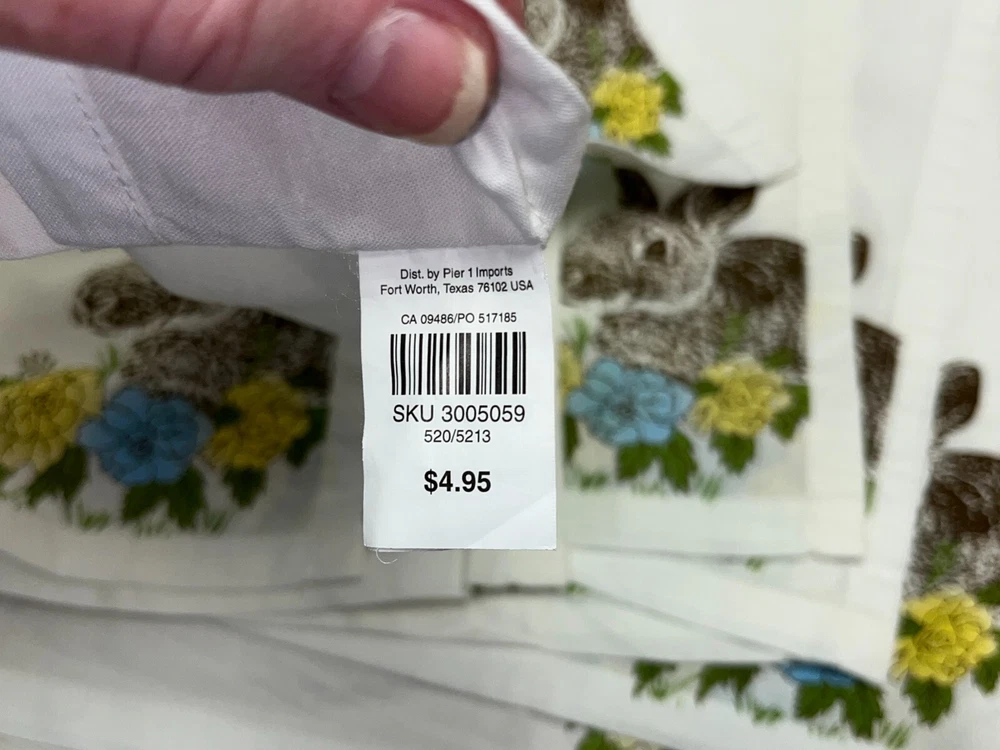 Dist. by Pier 1 Imports
Fort Worth, Texas 76102 USA
CA 09486/PO 517185
SKU 3005059
520/5213
$4.95